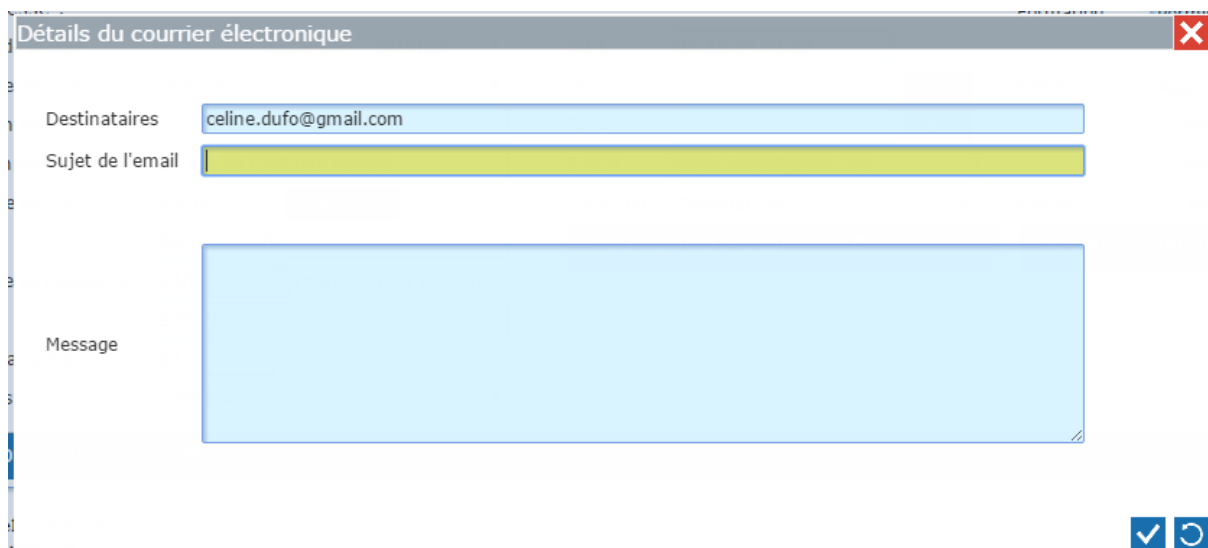 Détails du courrier électronique
Destinataires celine.dufo@gmail.com
Sujet de l'email
Message